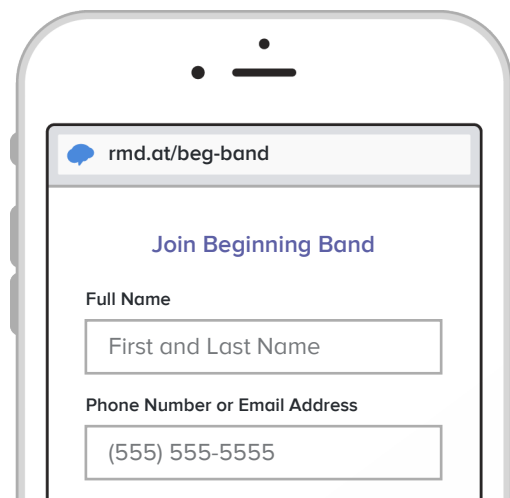 rmd.at/beg-band
Join Beginning Band
Full Name
First and Last Name
Phone Number or Email Address
(555) 555-5555